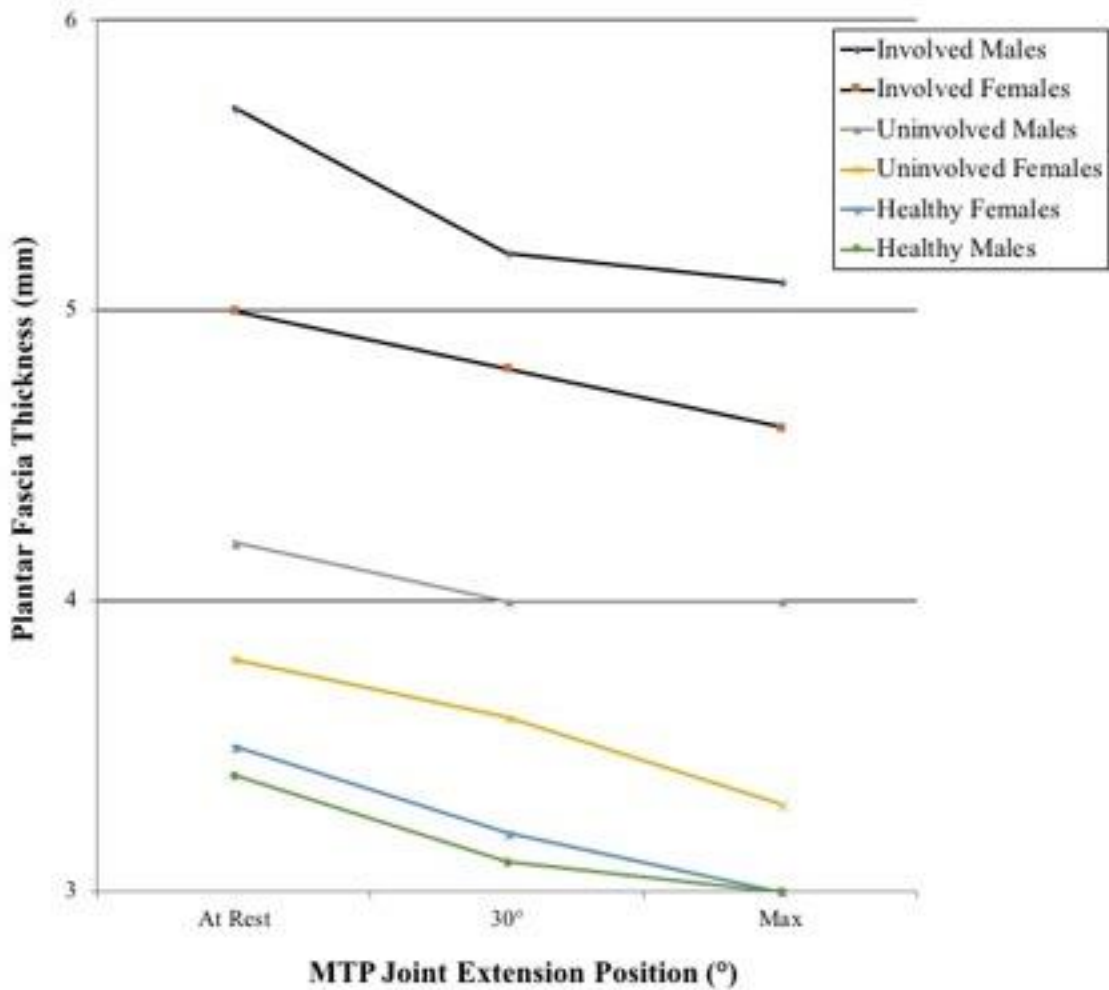 6
Involved Males
Involved Females
Uninvolved Males
Uninvolved Females
Healthy Females
Healthy Males
Plantar Fascia Thickness (mm)
5
4
3
At Rest 30° Max
MTP Joint Extension Position (°)